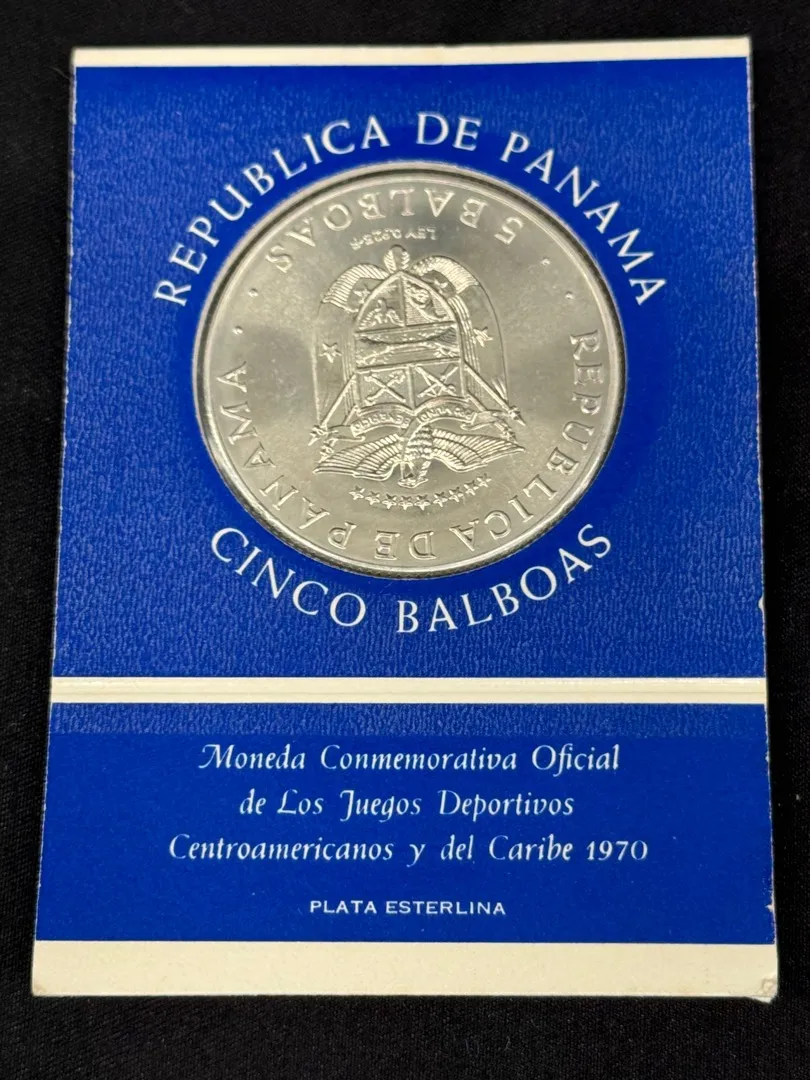 REPUBLICA DE PANAMA
REPUBLICA DE PANAMA
5 BALBOAS
LEY 0.925-F
CINCO BALBOAS
Moneda Conmemorativa Oficial
de Los Juegos Deportivos
Centroamericanos y del Caribe 1970
PLATA ESTERLINA